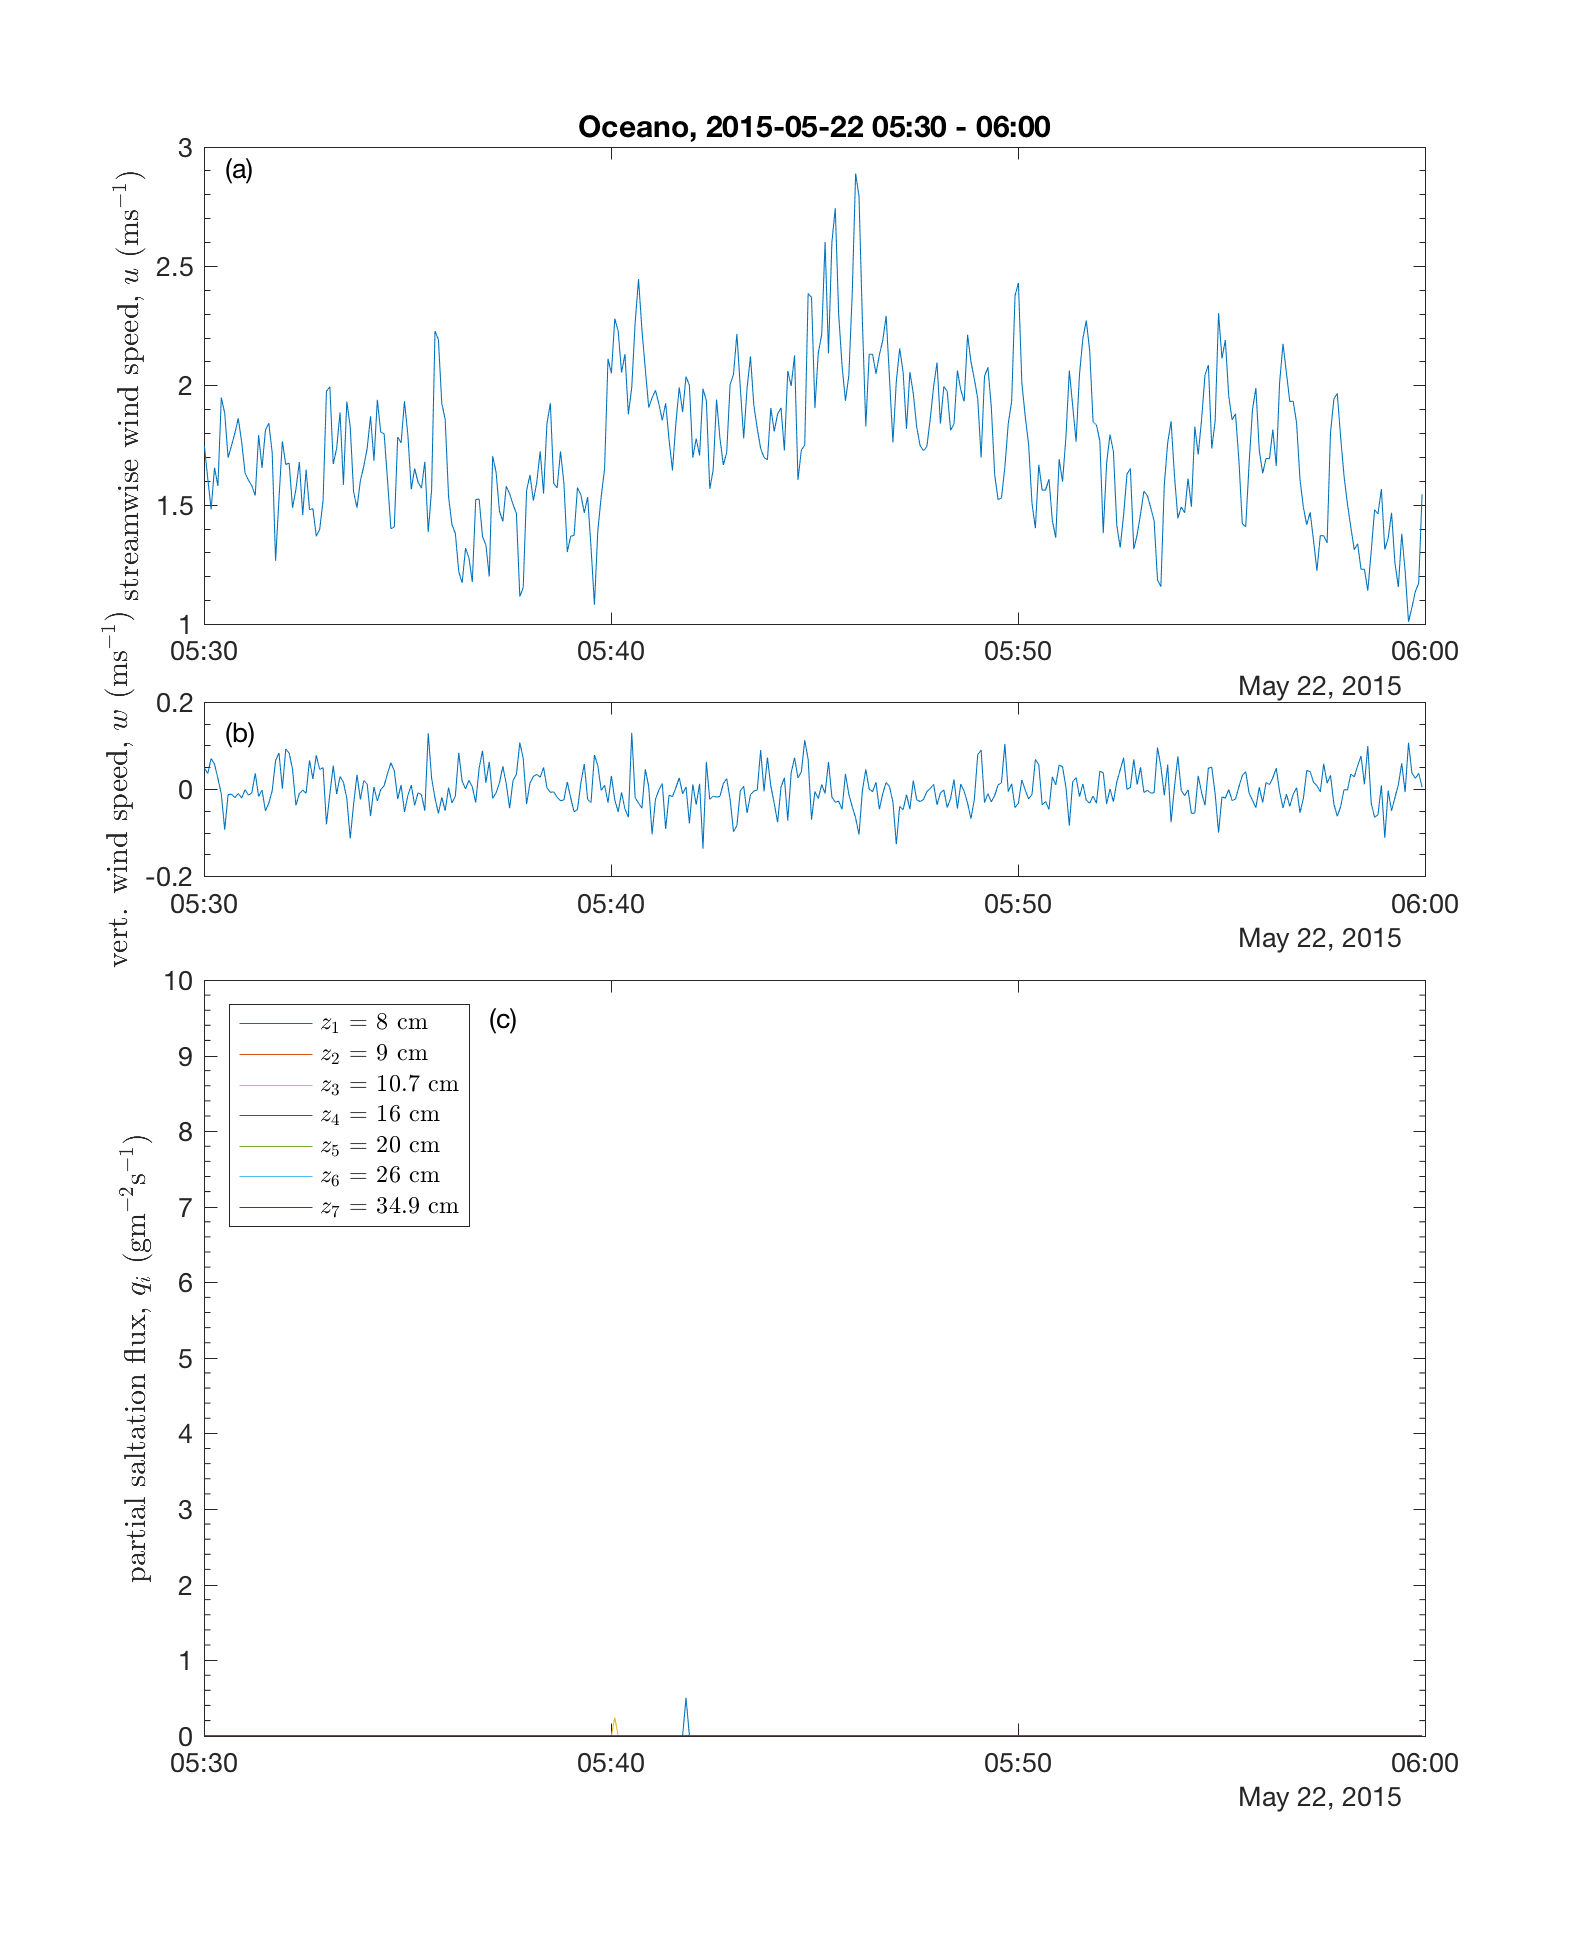 Oceano, 2015-05-22 05:30 - 06:00
(a)
streamwise wind speed, u (ms⁻¹)
3
2.5
2
1.5
1
05:30 05:40 05:50 06:00
May 22, 2015
(b)
vert. wind speed, w (ms⁻¹)
0.2
0
-0.2
05:30 05:40 05:50 06:00
May 22, 2015
(c)
partial saltation flux, qᵢ (gm⁻²s⁻¹)
10
9
8
7
6
5
4
3
2
1
0
z₁ = 8 cm
z₂ = 9 cm
z₃ = 10.7 cm
z₄ = 16 cm
z₅ = 20 cm
z₆ = 26 cm
z₇ = 34.9 cm
05:30 05:40 05:50 06:00
May 22, 2015